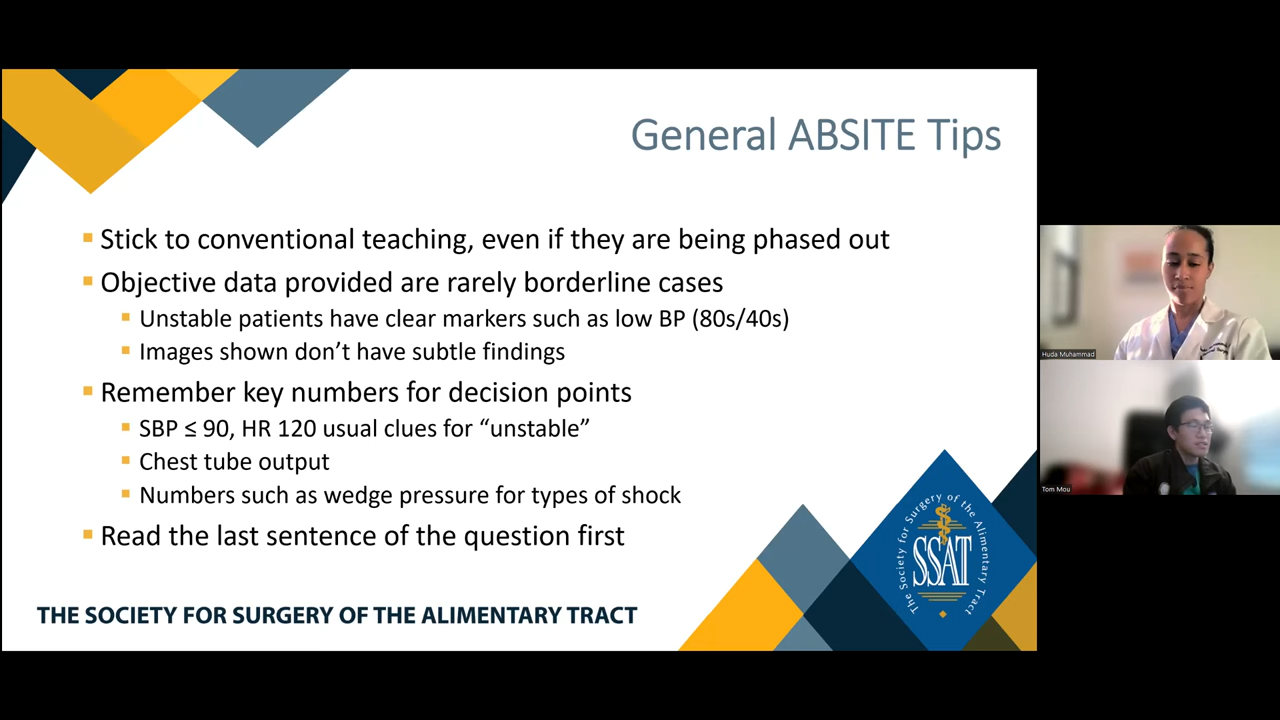 General ABSITE Tips
Stick to conventional teaching, even if they are being phased out
Objective data provided are rarely borderline cases
Unstable patients have clear markers such as low BP (80s/40s)
Images shown don’t have subtle findings
Remember key numbers for decision points
SBP ≤ 90, HR 120 usual clues for “unstable”
Chest tube output
Numbers such as wedge pressure for types of shock
Read the last sentence of the question first
THE SOCIETY FOR SURGERY OF THE ALIMENTARY TRACT
The Society for Surgery of the Alimentary Tract
SSAT
Huda Muhammad
Tom Mou